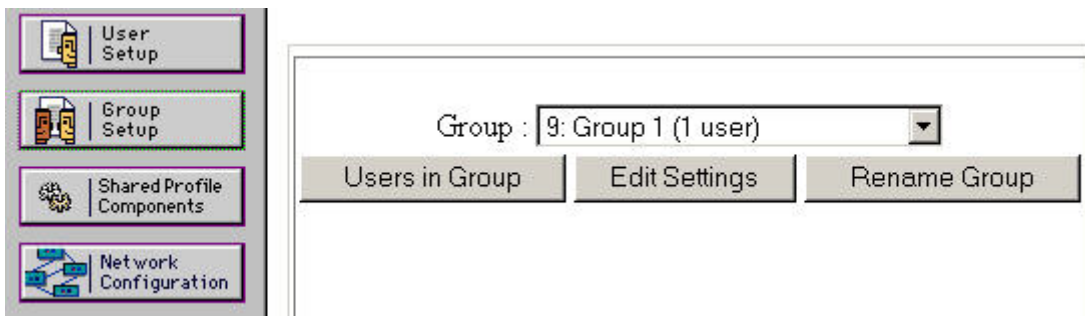 User
Setup
Group
Setup
Shared Profile
Components
Network
Configuration
Group : 9: Group 1 (1 user)
Users in Group Edit Settings Rename Group